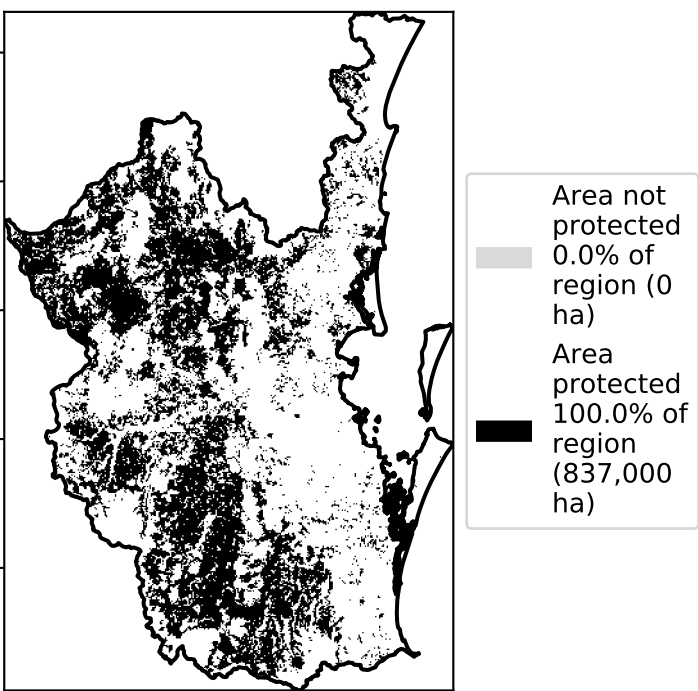 Area not
protected
0.0% of
region (0
ha)
Area
protected
100.0% of
region
(837,000
ha)